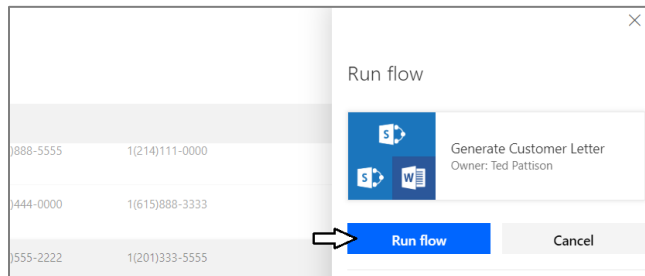 Run flow
Generate Customer Letter
Owner: Ted Pattison
Run flow Cancel
)888-5555 1(214)111-0000
)444-0000 1(615)888-3333
)555-2222 1(201)333-5555
S
S W